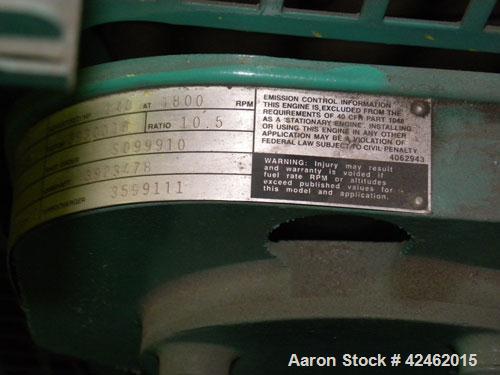 AT 1800 RPM
RATIO 10.5
3923478
3599111
TURBOCHARGER
EMISSION CONTROL INFORMATION
THIS ENGINE IS EXCLUDED FROM THE
REQUIREMENTS OF 40 CFR PART 1048
AS A 'STATIONARY ENGINE'. INSTALLING
OR USING THIS ENGINE IN ANY OTHER
APPLICATION MAY BE A VIOLATION OF
FEDERAL LAW SUBJECT TO CIVIL PENALTY.
4062943
WARNING: Injury may result
and warranty is voided if
fuel rate RPM or altitudes
exceed published values for
this model and application.
Aaron Stock # 42462015